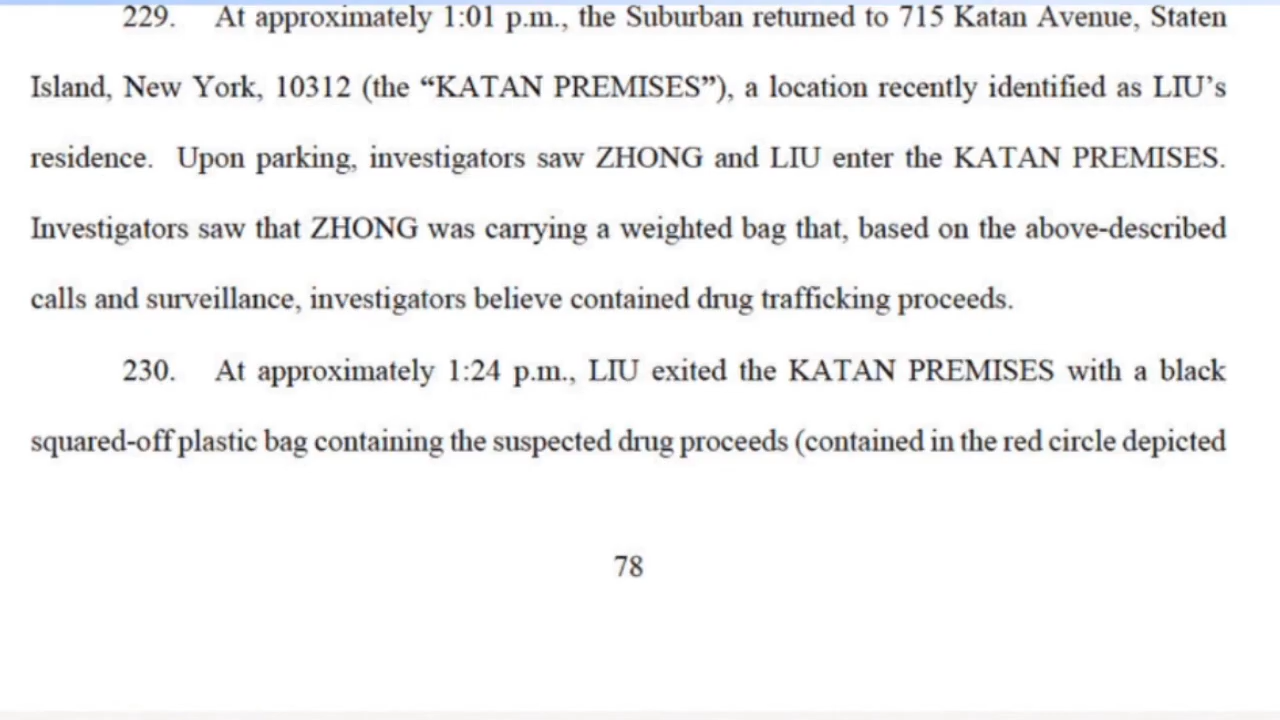 229. At approximately 1:01 p.m., the Suburban returned to 715 Katan Avenue, Staten
Island, New York, 10312 (the “KATAN PREMISES”), a location recently identified as LIU’s
residence. Upon parking, investigators saw ZHONG and LIU enter the KATAN PREMISES.
Investigators saw that ZHONG was carrying a weighted bag that, based on the above-described
calls and surveillance, investigators believe contained drug trafficking proceeds.
230. At approximately 1:24 p.m., LIU exited the KATAN PREMISES with a black
squared-off plastic bag containing the suspected drug proceeds (contained in the red circle depicted
78